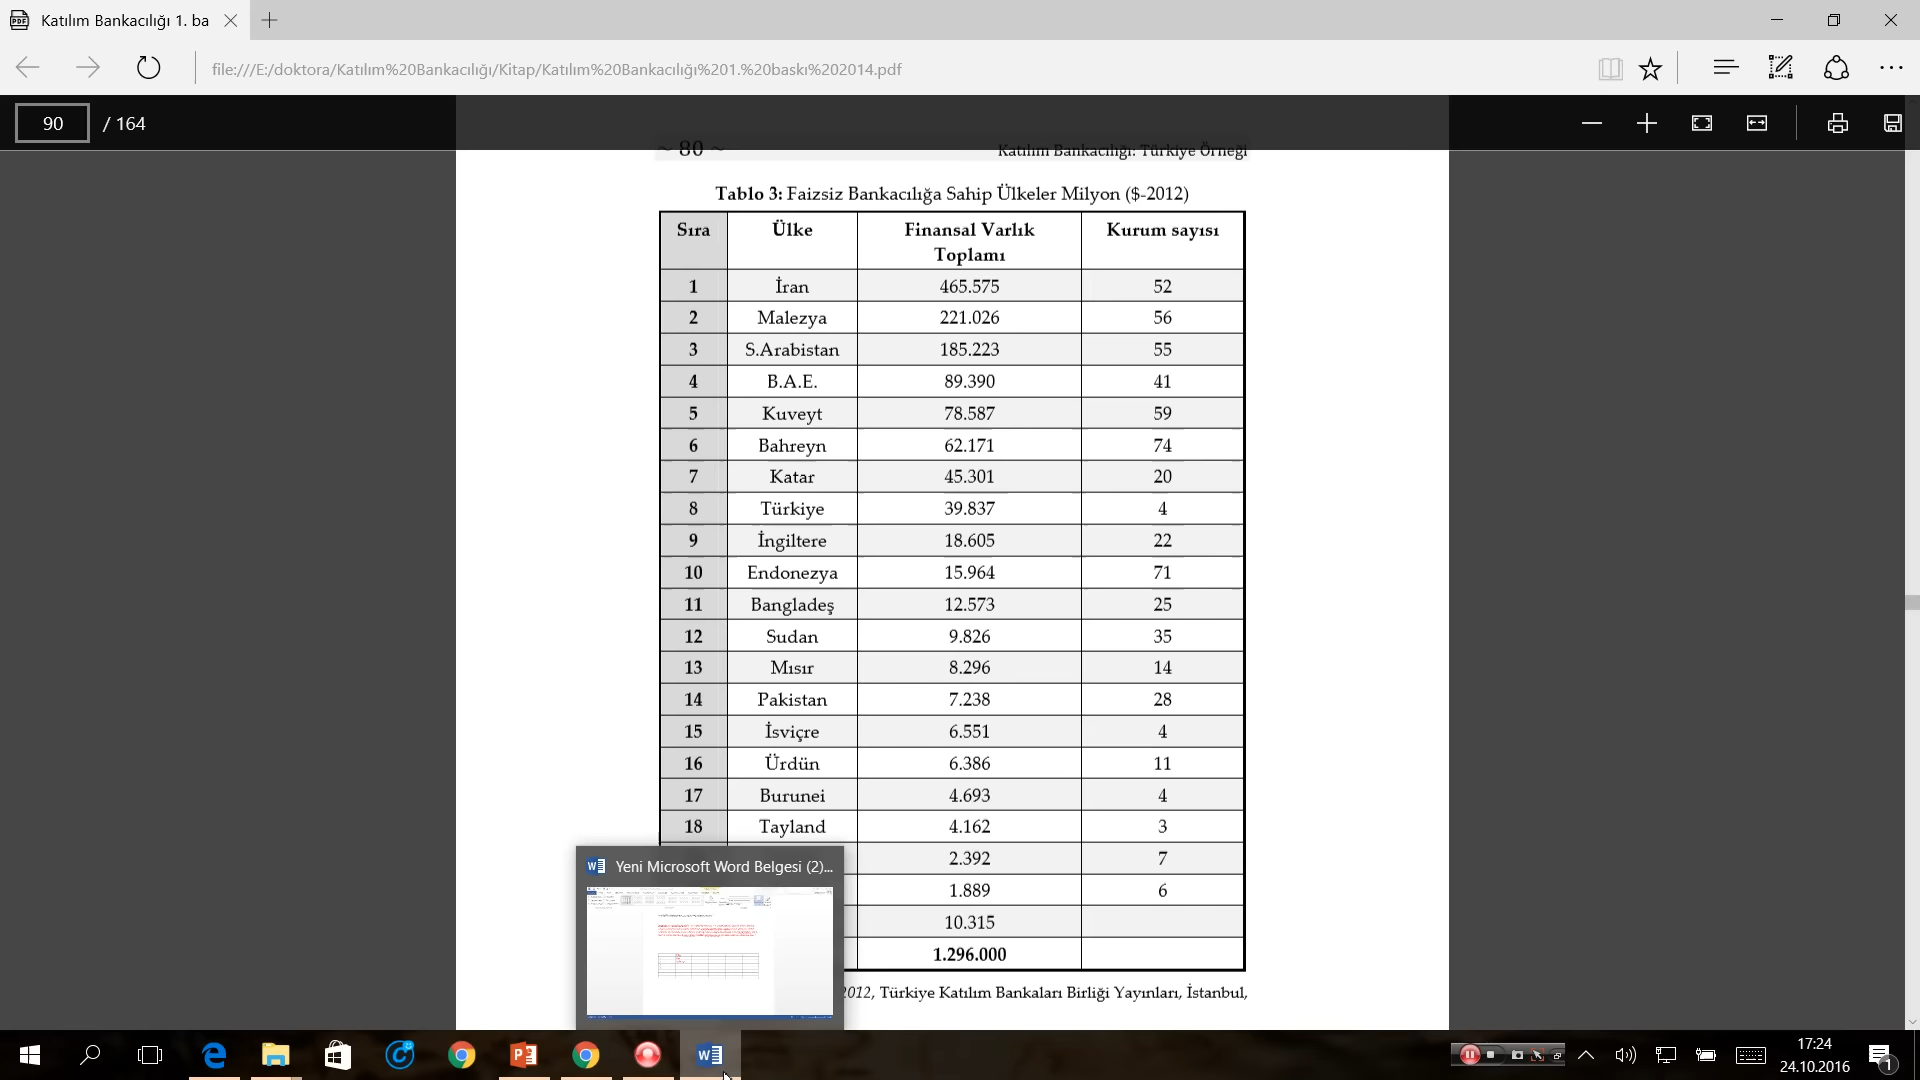 Katılım Bankacılığı 1. ba
file:///E:/doktora/Katılım%20Bankacılığı/Kitap/Katılım%20Bankacılığı%201.%20baskı%202014.pdf
90 / 164
~ 80 ~ Katılım Bankacılığı: Türkiye Örneği
Tablo 3: Faizsiz Bankacılığa Sahip Ülkeler Milyon ($-2012)
Sıra Ülke Finansal Varlık Toplamı Kurum sayısı
1 İran 465.575 52
2 Malezya 221.026 56
3 S.Arabistan 185.223 55
4 B.A.E. 89.390 41
5 Kuveyt 78.587 59
6 Bahreyn 62.171 74
7 Katar 45.301 20
8 Türkiye 39.837 4
9 İngiltere 18.605 22
10 Endonezya 15.964 71
11 Bangladeş 12.573 25
12 Sudan 9.826 35
13 Mısır 8.296 14
14 Pakistan 7.238 28
15 İsviçre 6.551 4
16 Ürdün 6.386 11
17 Burunei 4.693 4
18 Tayland 4.162 3
2.392 7
1.889 6
10.315
1.296.000
2012, Türkiye Katılım Bankaları Birliği Yayınları, İstanbul,
Yeni Microsoft Word Belgesi (2)...
17:24
24.10.2016
1